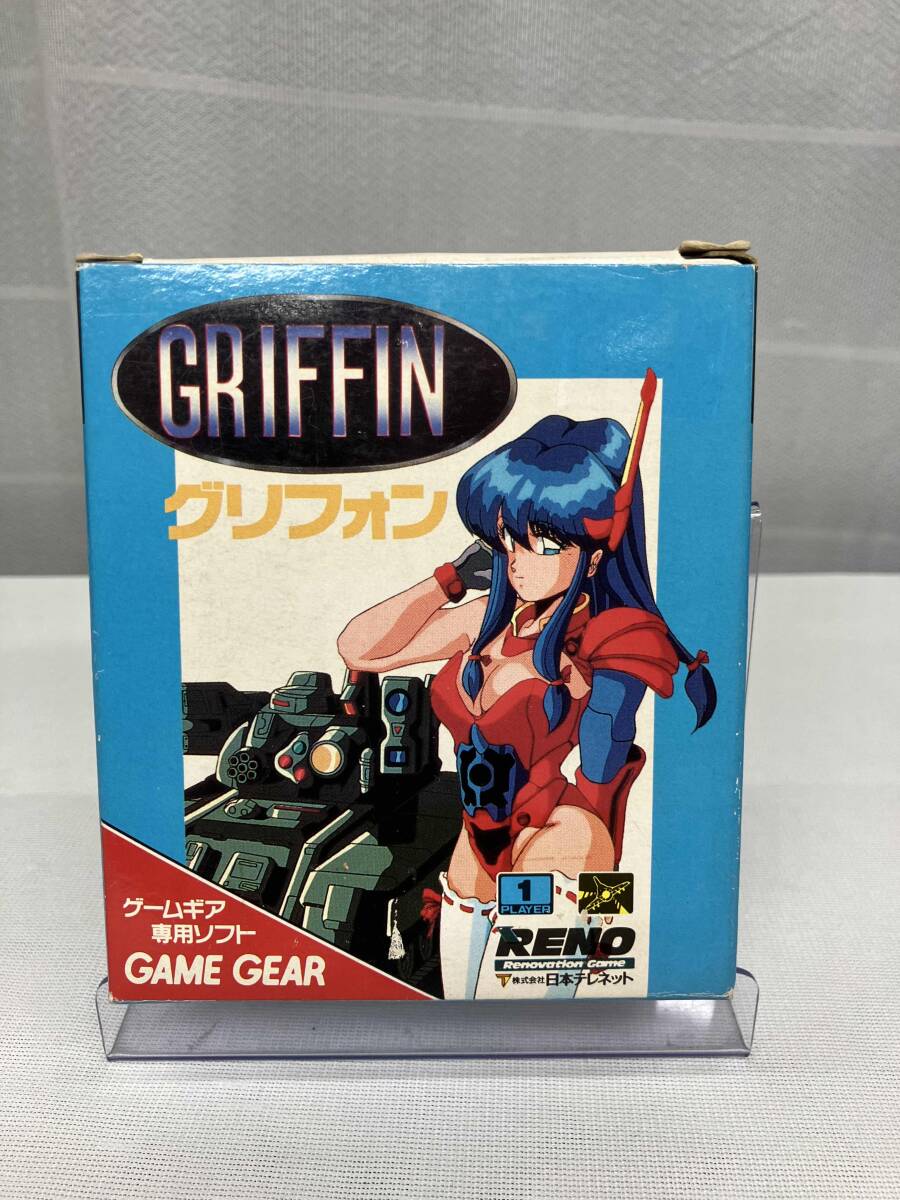 GRIFFIN
グリフォン
ゲームギア
専用ソフト
GAME GEAR
1
PLAYER
RENO
Renovation Game
株式会社日本テレネット